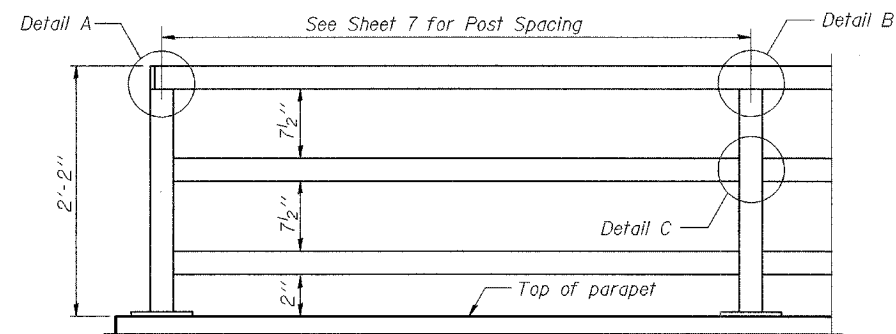 Detail A
See Sheet 7 for Post Spacing
Detail B
2'-2"
7½"
7½"
Detail C
2"
Top of parapet